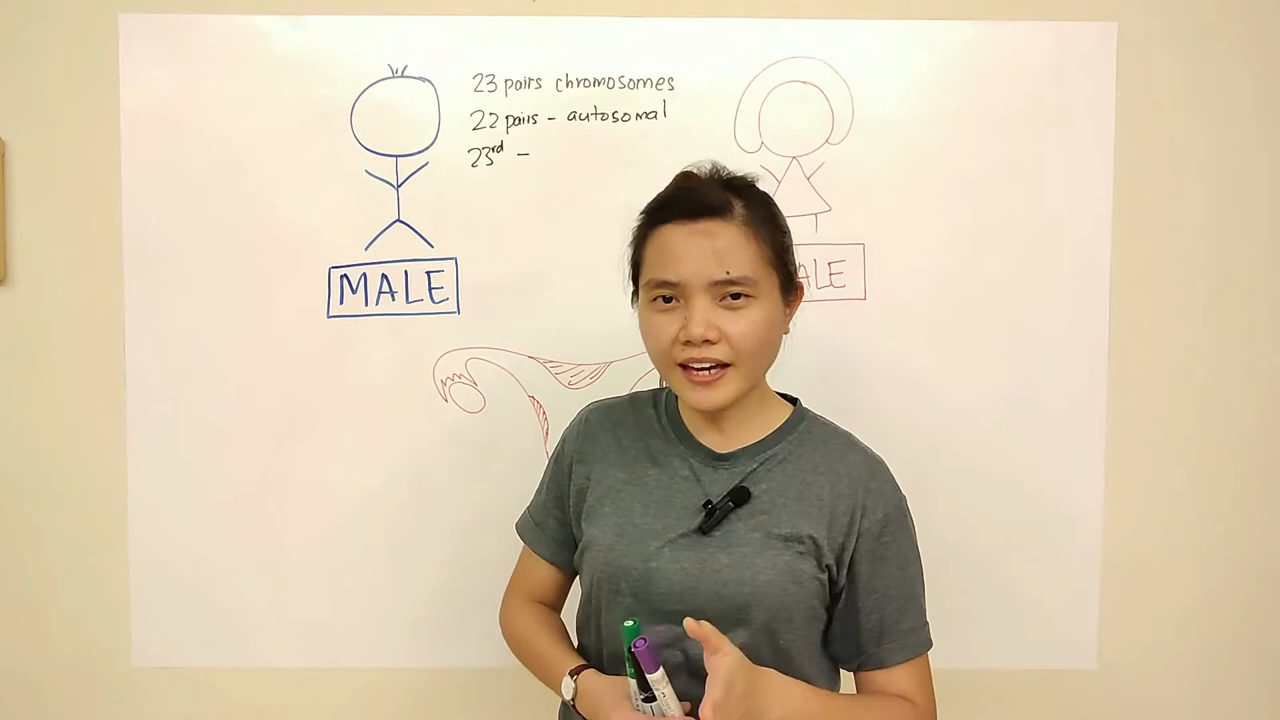 23 pairs chromosomes
22 pairs - autosomal
23rd -
MALE
ALE